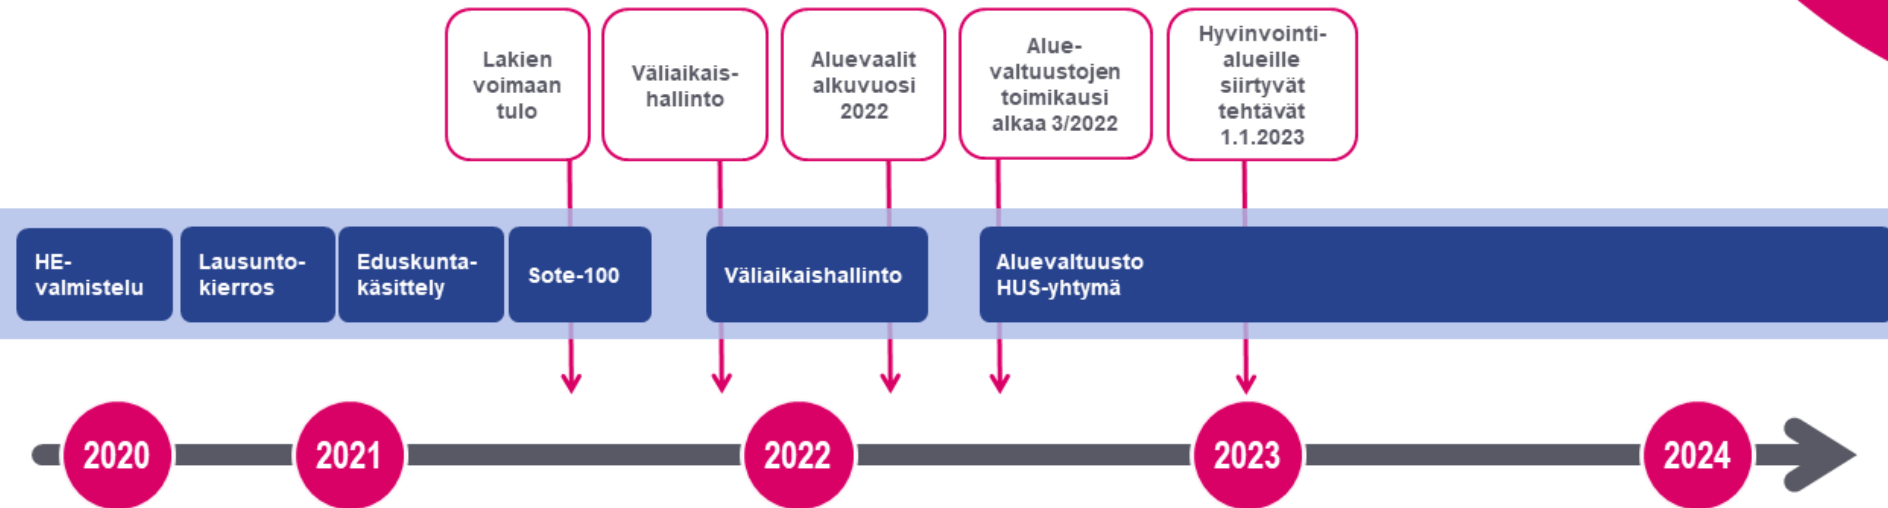 Lakien
voimaan
tulo
Väliaikais-
hallinto
Aluevaalit
alkuvuosi
2022
Alue-
valtuustojen
toimikausi
alkaa 3/2022
Hyvinvointi-
alueille
siirtyvät
tehtävät
1.1.2023
HE-
valmistelu
Lausunto-
kierros
Eduskunta-
käsittely
Sote-100
Väliaikaishallinto
Aluevaltuusto
HUS-yhtymä
2020
2021
2022
2023
2024